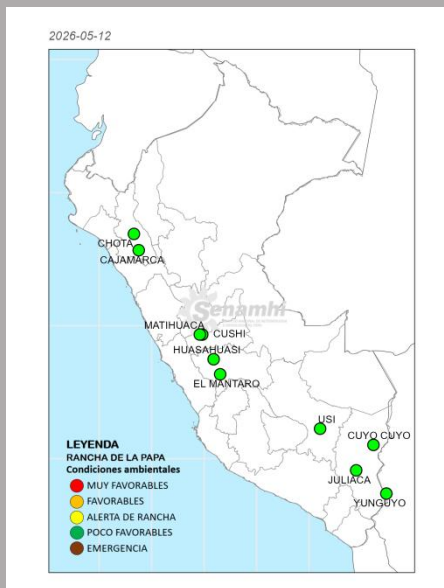 2026-05-12
CHOTA
CAJAMARCA
Senamhi
MATIHUACA
CUSHI
HUASAHUASI
EL MANTARO
USI
CUYO CUYO
JULIACA
YUNGUYO
LEYENDA
RANCHA DE LA PAPA
Condiciones ambientales
MUY FAVORABLES
FAVORABLES
ALERTA DE RANCHA
POCO FAVORABLES
EMERGENCIA